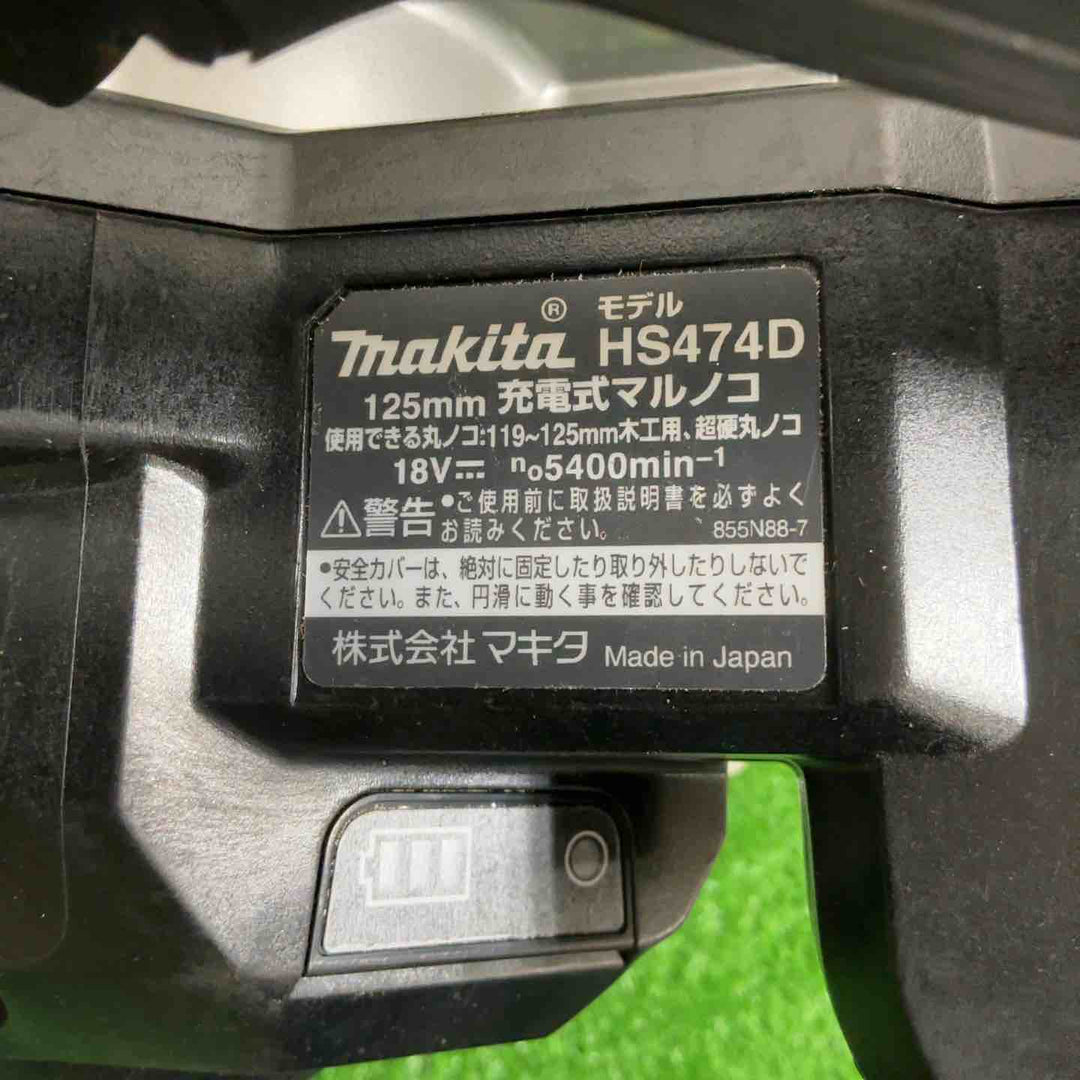 makita® モデル HS474D
125mm 充電式マルノコ
使用できる丸ノコ:119~125mm木工用、超硬丸ノコ
18V⎓ n₀5400min⁻¹
⚠警告 •ご使用前に取扱説明書を必ずよく
お読みください。 855N88-7
•安全カバーは、絶対に固定したり取り外したりしないで
ください。また、円滑に動く事を確認してください。
株式会社 マキタ Made in Japan